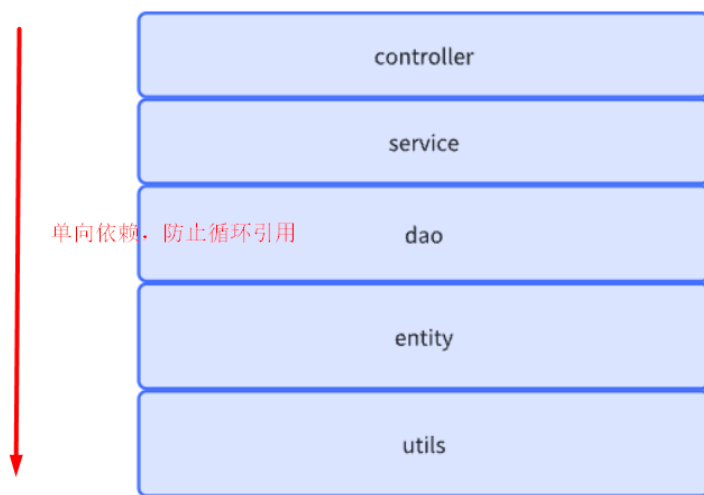 controller
service
单向依赖，防止循环引用
dao
entity
utils